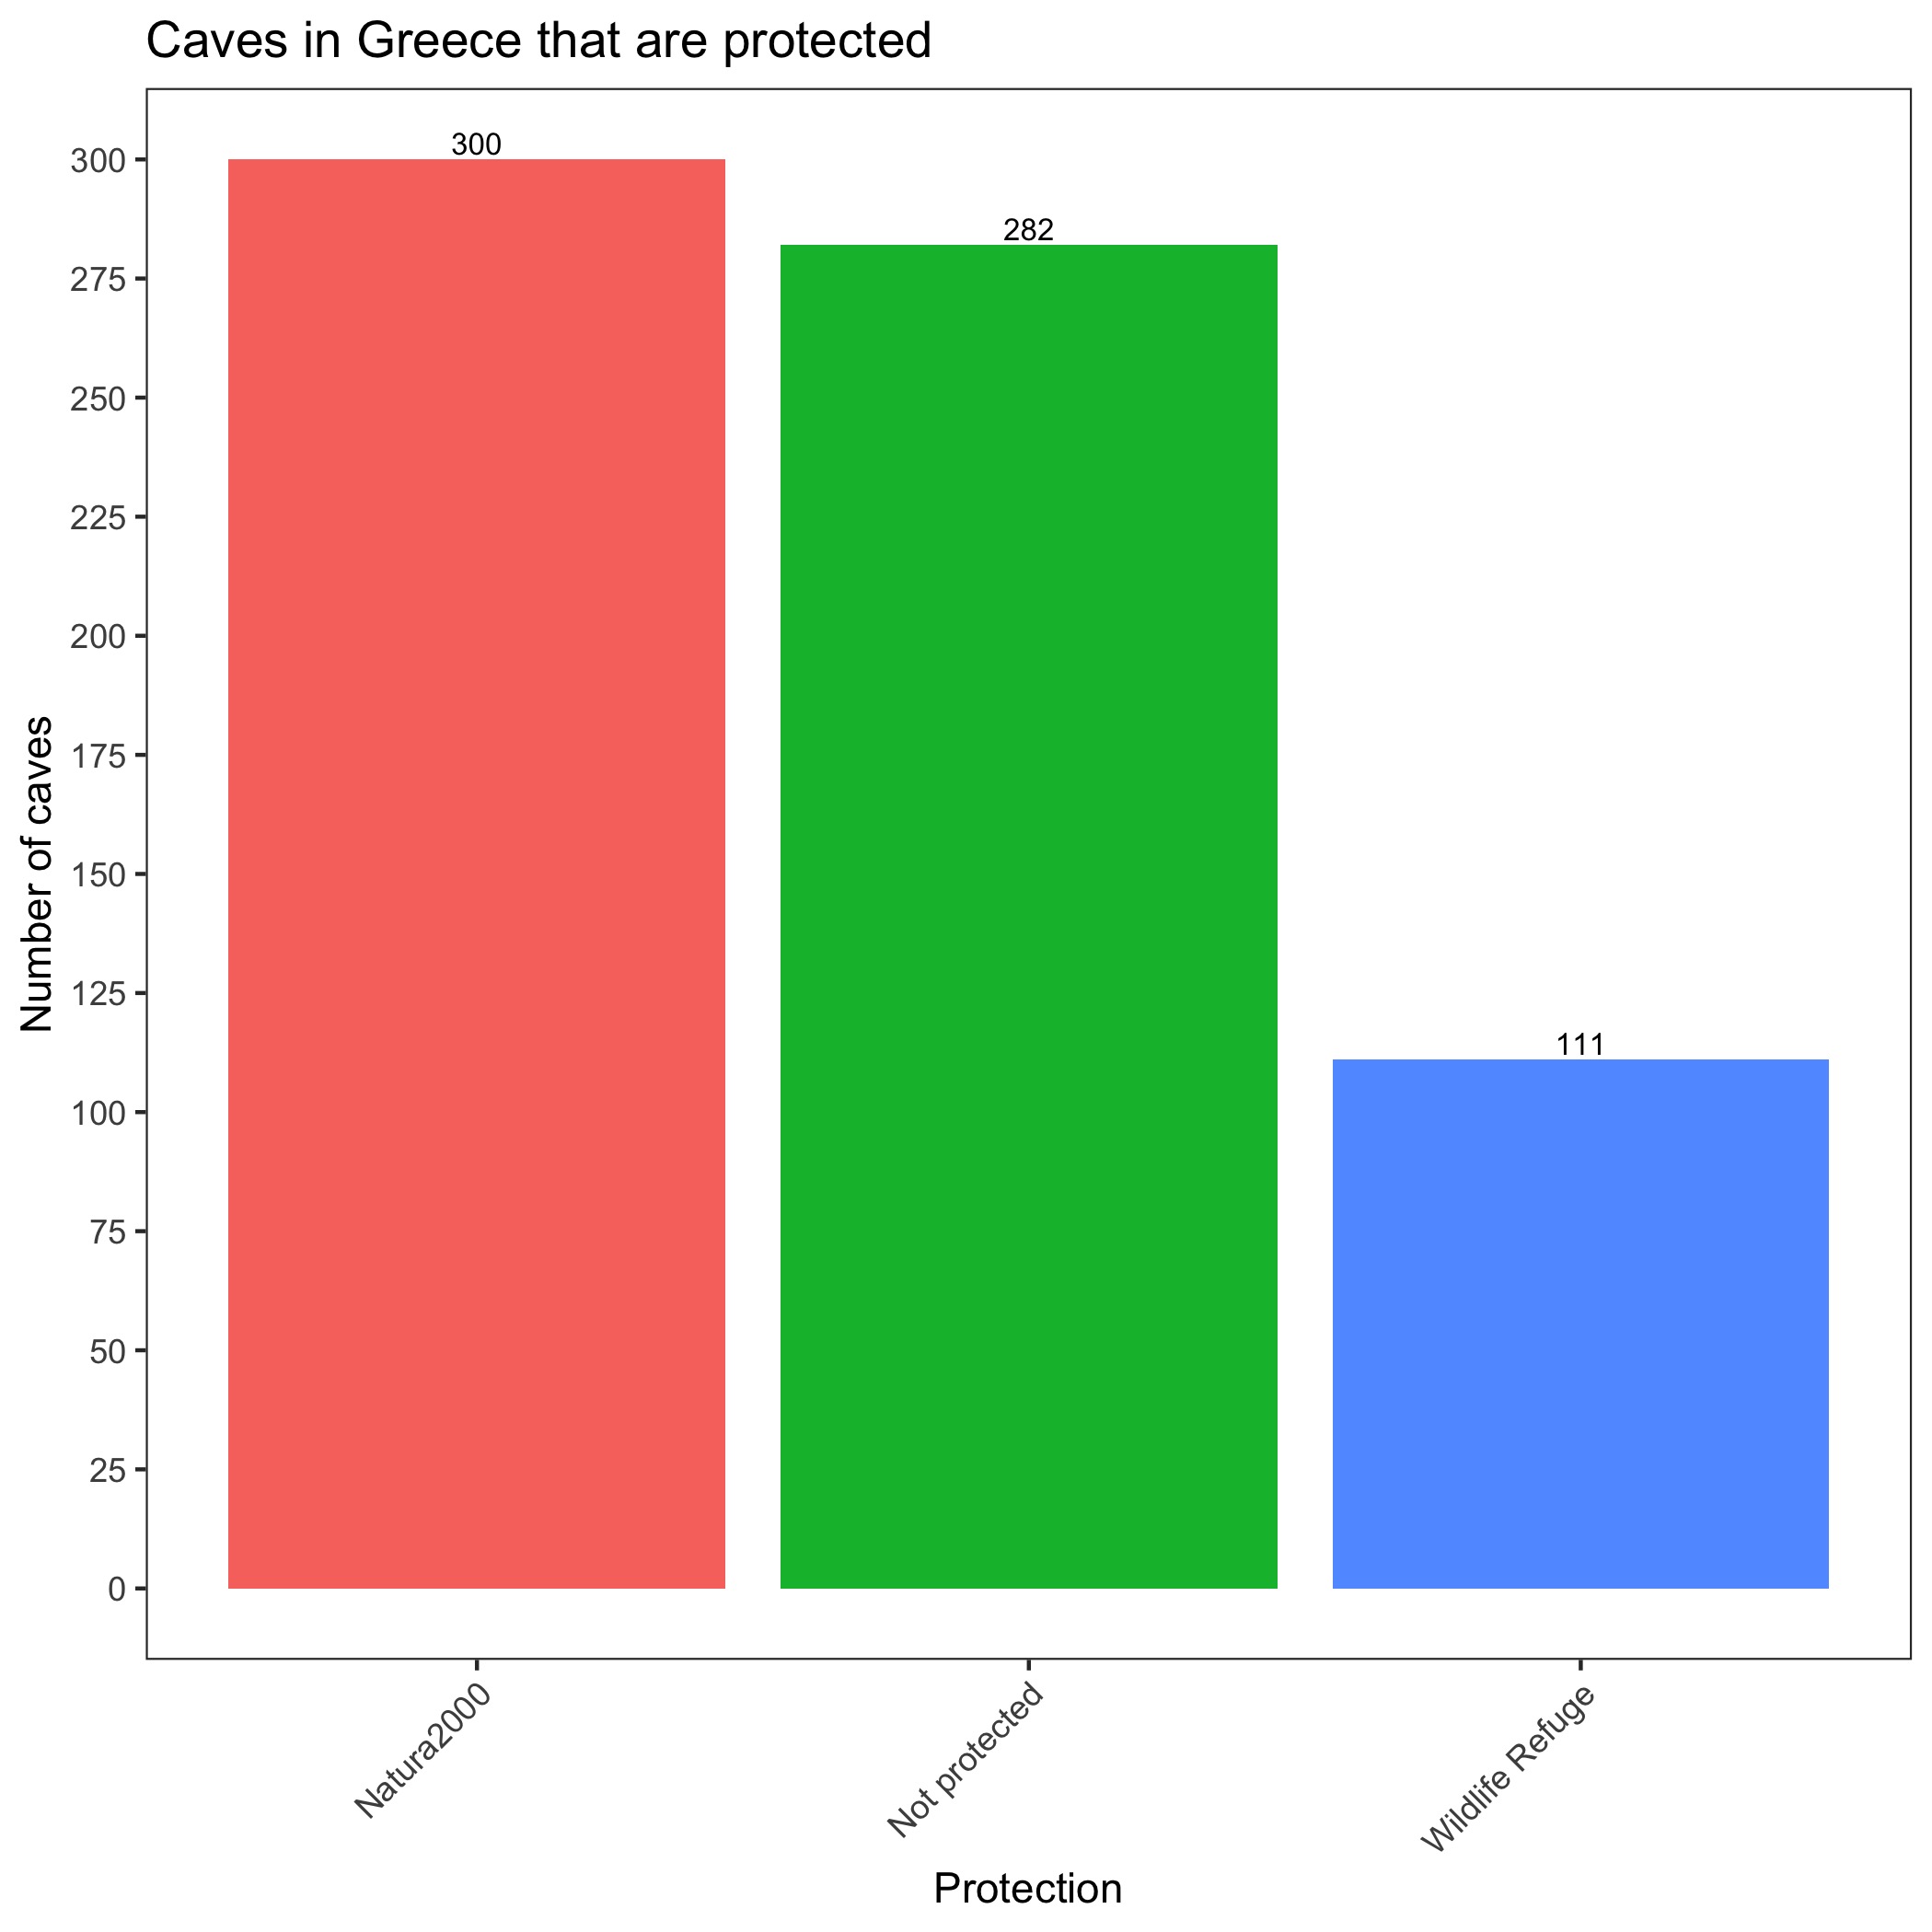 Caves in Greece that are protected
300
282
111
300
275
250
225
200
175
150
125
100
75
50
25
0
Number of caves
Natura2000
Not protected
Wildlife Refuge
Protection